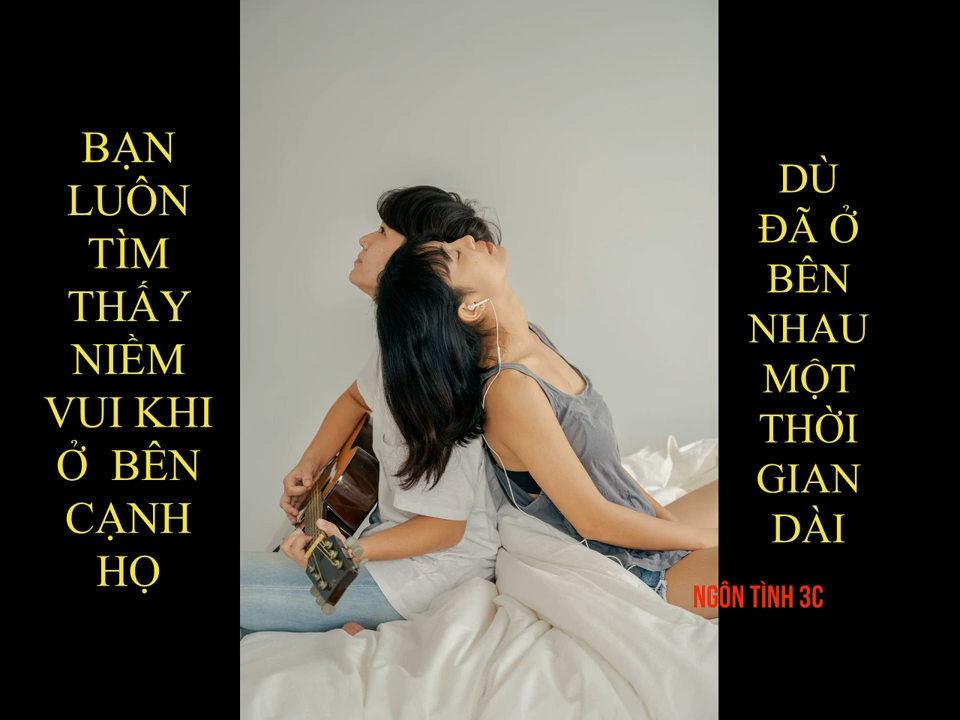 BẠN
LUÔN
TÌM
THẤY
NIỀM
VUI KHI
Ở BÊN
CẠNH
HỌ
DÙ
ĐÃ Ở
BÊN
NHAU
MỘT
THỜI
GIAN
DÀI
NGÔN TÌNH 3C